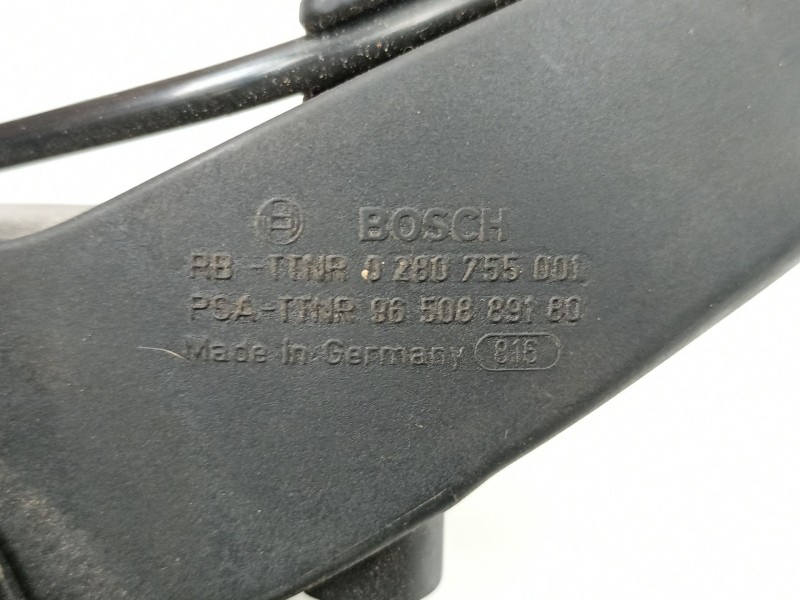 BOSCH
RB-TTNR 0 280 755 001
PSA-TTNR 96 508 891 80
Made in Germany 816